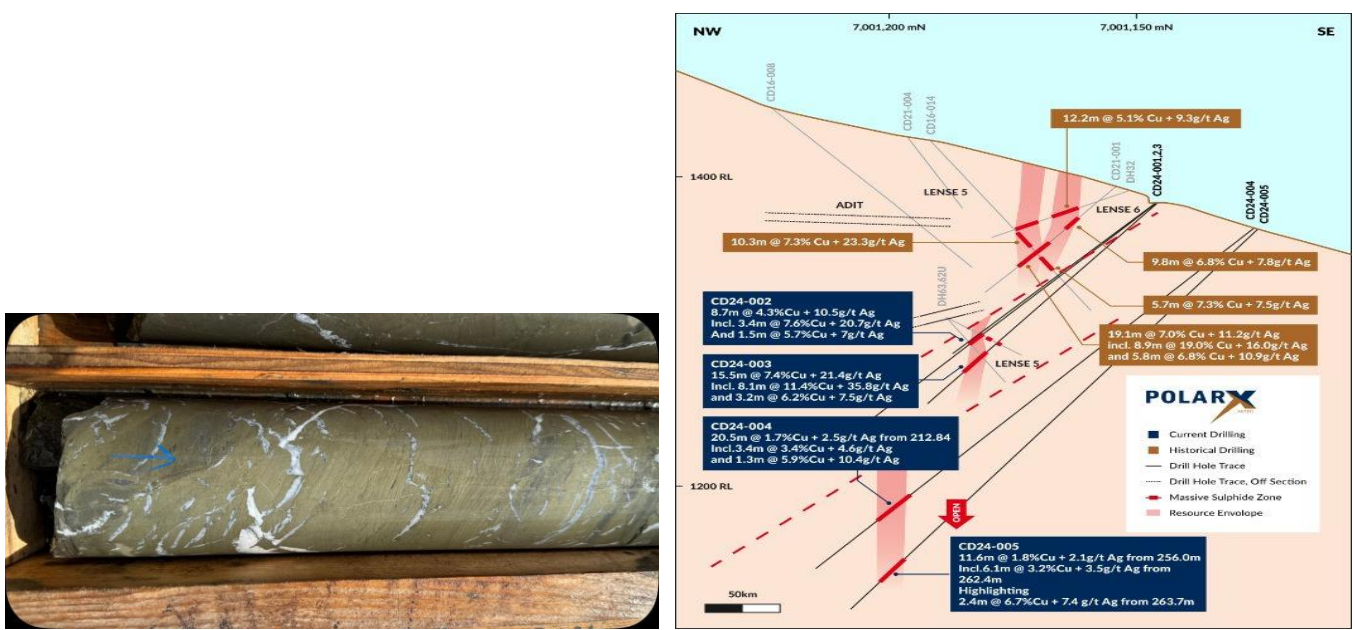 NW
7,001,200 mN
7,001,150 mN
SE
CD16-008
CD21-004
CD16-014
12.2m @ 5.1% Cu + 9.3g/t Ag
CD21-001
DH32
CD24-001,2,3
CD24-004
CD24-005
1400 RL
LENSE 5
ADIT
LENSE 6
10.3m @ 7.3% Cu + 23.3g/t Ag
9.8m @ 6.8% Cu + 7.8g/t Ag
DH63,62U
5.7m @ 7.3% Cu + 7.5g/t Ag
CD24-002
8.7m @ 4.3%Cu + 10.5g/t Ag
Incl. 3.4m @ 7.6%Cu + 20.7g/t Ag
And 1.5m @ 5.7%Cu + 7g/t Ag
19.1m @ 7.0% Cu + 11.2g/t Ag
incl. 8.9m @ 19.0% Cu + 16.0g/t Ag
and 5.8m @ 6.8% Cu + 10.9g/t Ag
CD24-003
15.5m @ 7.4%Cu + 21.4g/t Ag
Incl. 8.1m @ 11.4%Cu + 35.8g/t Ag
and 3.2m @ 6.2%Cu + 7.5g/t Ag
LENSE 5
CD24-004
20.5m @ 1.7%Cu + 2.5g/t Ag from 212.84
Incl.3.4m @ 3.4%Cu + 4.6g/t Ag
and 1.3m @ 5.9%Cu + 10.4g/t Ag
POLARX
Current Drilling
Historical Drilling
Drill Hole Trace
Drill Hole Trace, Off Section
Massive Sulphide Zone
Resource Envelope
1200 RL
OPEN
CD24-005
11.6m @ 1.8%Cu + 2.1g/t Ag from 256.0m
Incl.6.1m @ 3.2%Cu + 3.5g/t Ag from
262.4m
Highlighting
2.4m @ 6.7%Cu + 7.4 g/t Ag from 263.7m
50km